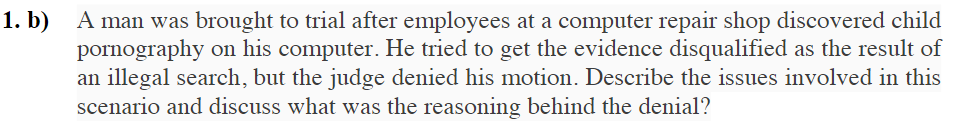 1. b) A man was brought to trial after employees at a computer repair shop discovered child
pornography on his computer. He tried to get the evidence disqualified as the result of
an illegal search, but the judge denied his motion. Describe the issues involved in this
scenario and discuss what was the reasoning behind the denial?